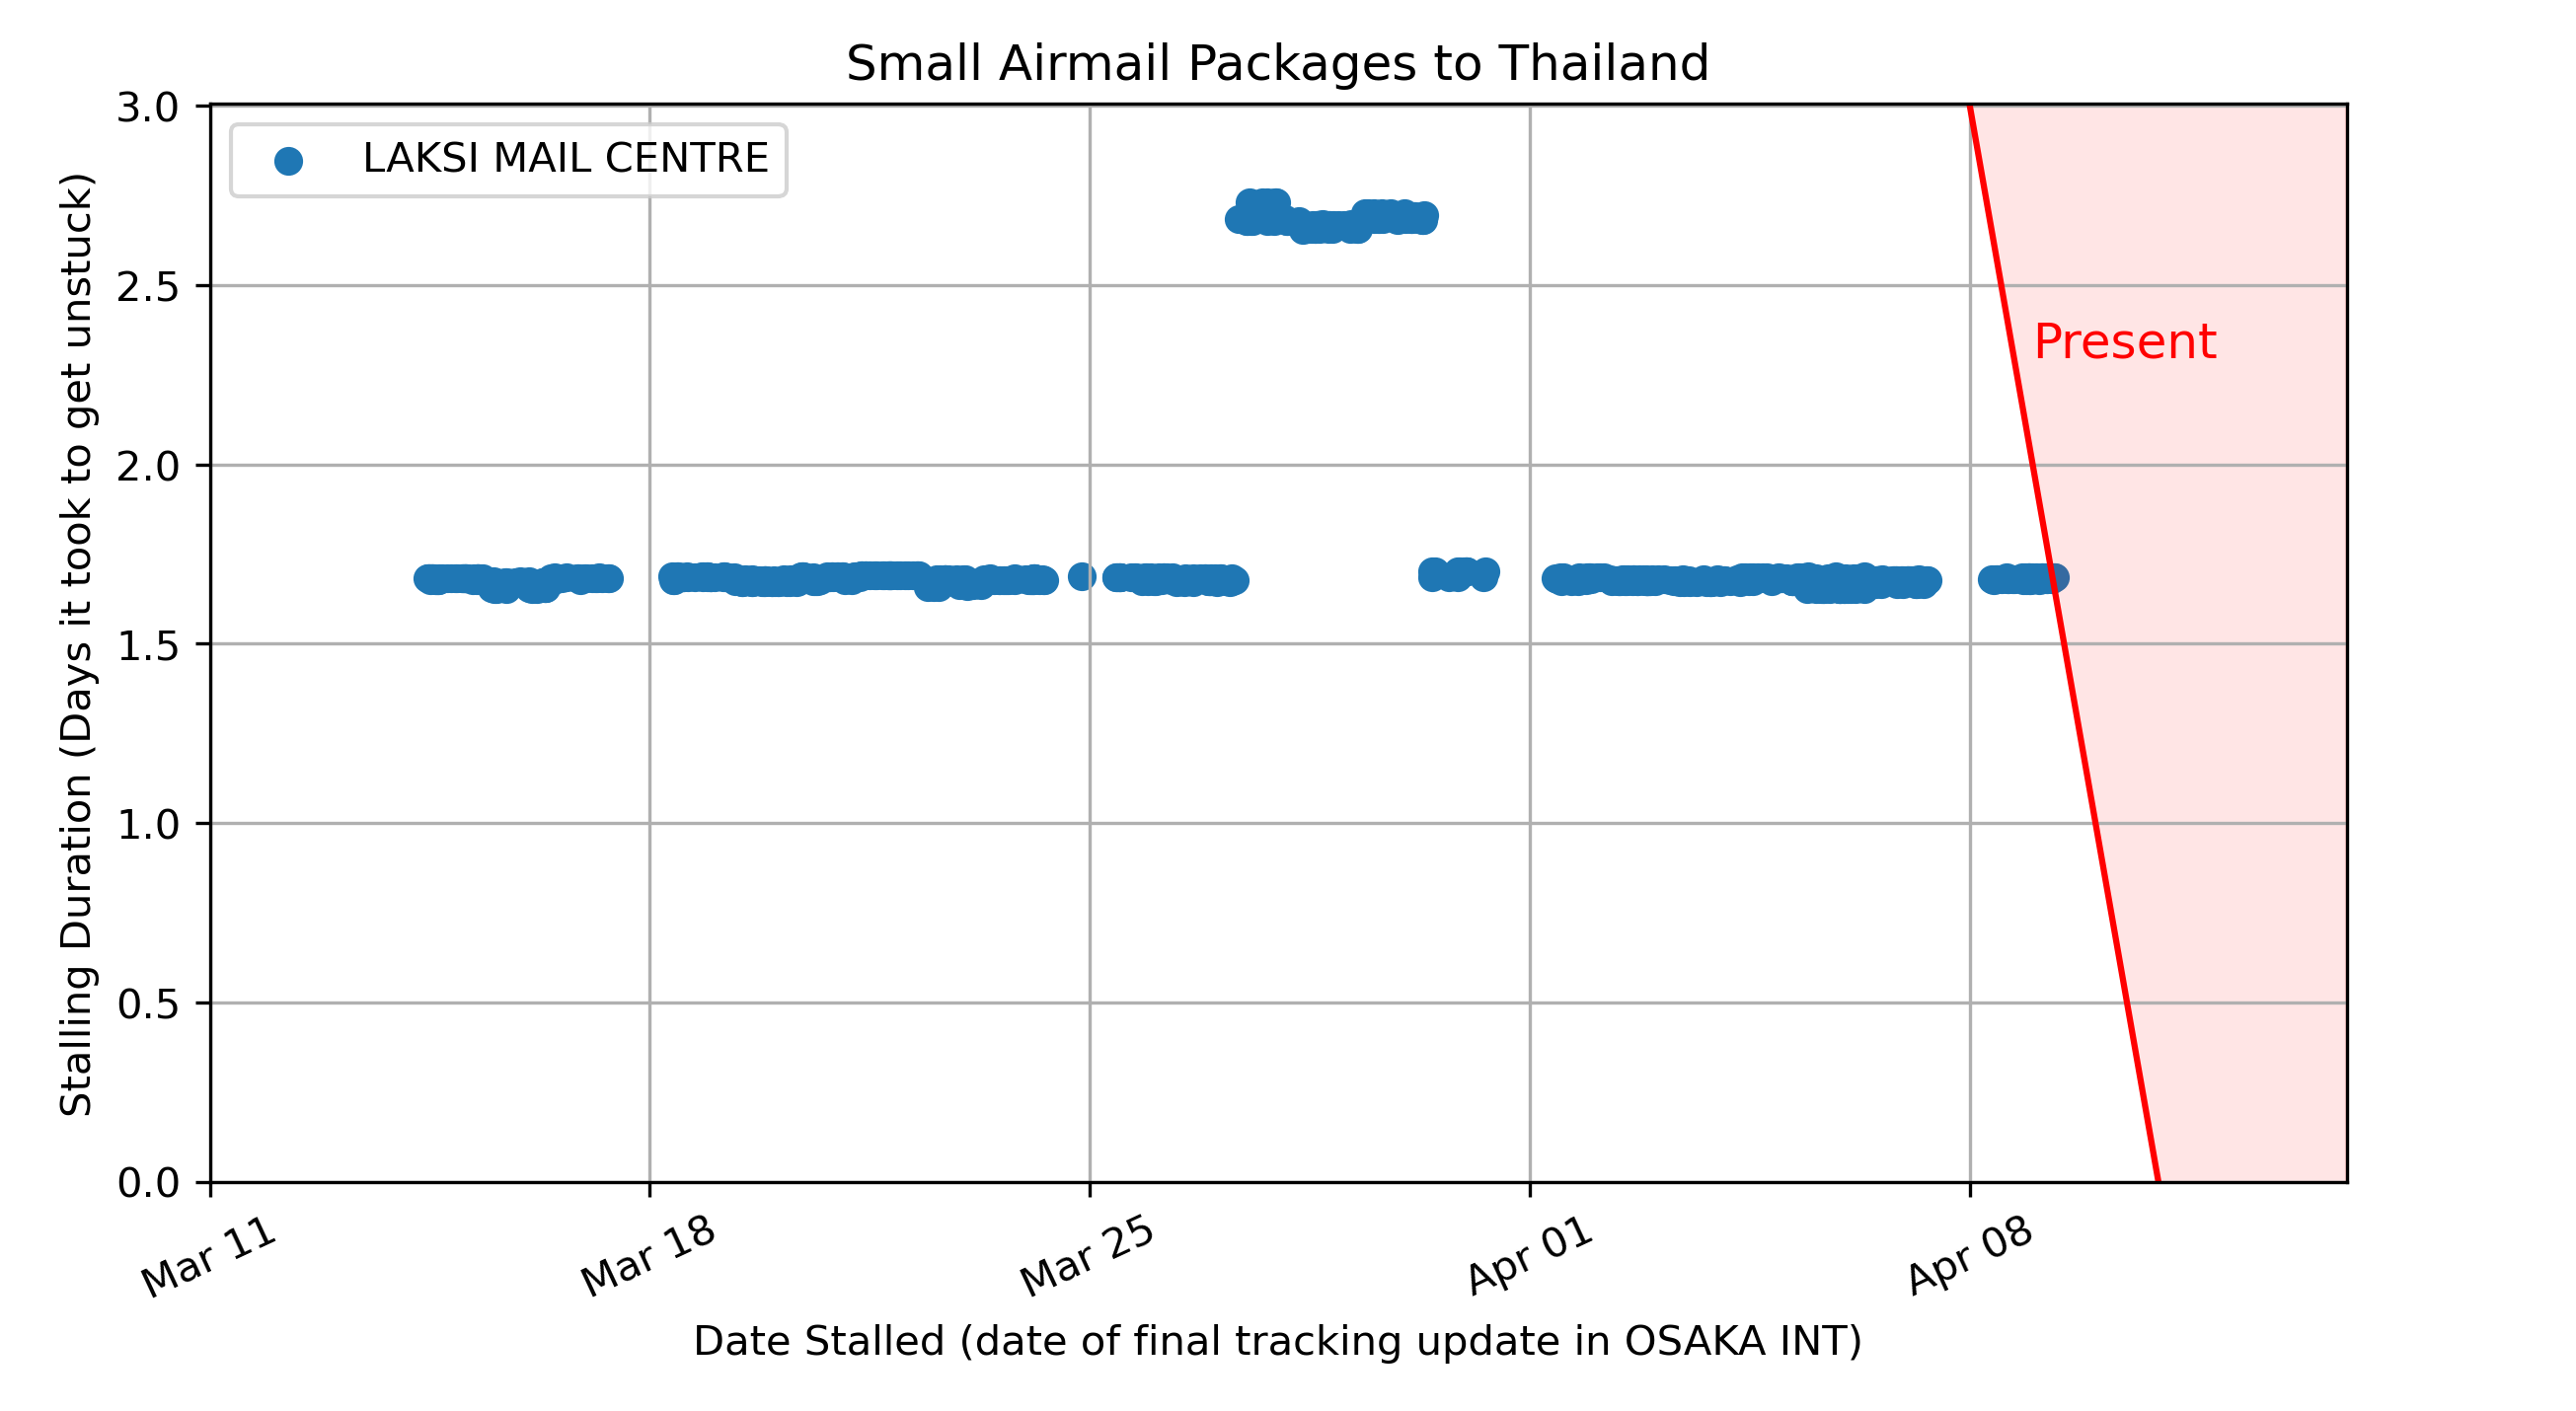 Small Airmail Packages to Thailand
LAKSI MAIL CENTRE
Present
Stalling Duration (Days it took to get unstuck)
3.0
2.5
2.0
1.5
1.0
0.5
0.0
Mar 11
Mar 18
Mar 25
Apr 01
Apr 08
Date Stalled (date of final tracking update in OSAKA INT)